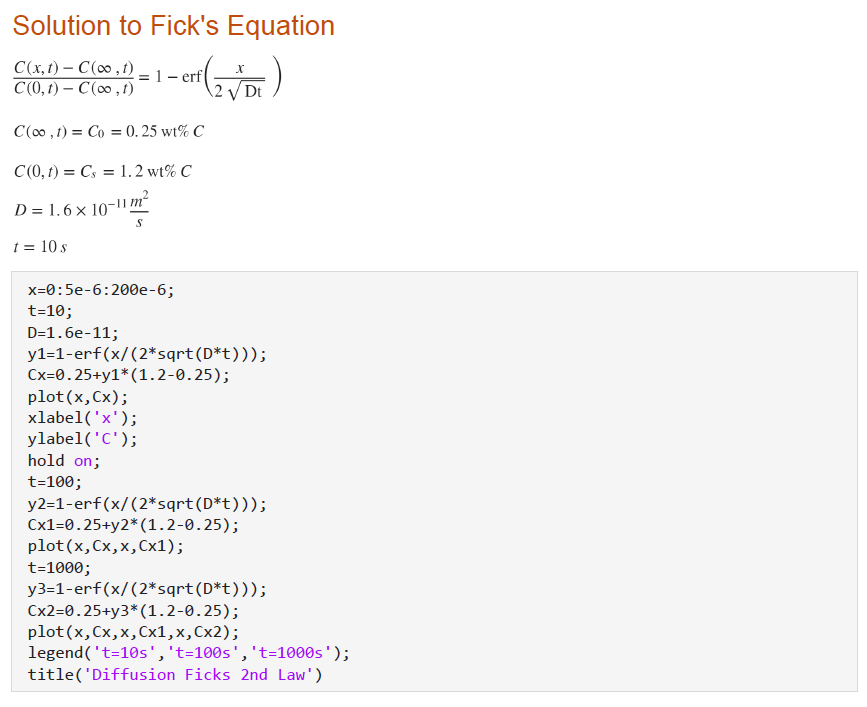 Solution to Fick's Equation
C(x, t) − C(∞ , t) / C(0, t) − C(∞ , t) = 1 − erf(x / 2 √Dt)
C(∞ , t) = C₀ = 0. 25 wt% C
C(0, t) = Cₛ = 1. 2 wt% C
D = 1. 6 × 10⁻¹¹ m² / s
t = 10 s
x=0:5e-6:200e-6;
t=10;
D=1.6e-11;
y1=1-erf(x/(2*sqrt(D*t)));
Cx=0.25+y1*(1.2-0.25);
plot(x,Cx);
xlabel('x');
ylabel('C');
hold on;
t=100;
y2=1-erf(x/(2*sqrt(D*t)));
Cx1=0.25+y2*(1.2-0.25);
plot(x,Cx,x,Cx1);
t=1000;
y3=1-erf(x/(2*sqrt(D*t)));
Cx2=0.25+y3*(1.2-0.25);
plot(x,Cx,x,Cx1,x,Cx2);
legend('t=10s','t=100s','t=1000s');
title('Diffusion Ficks 2nd Law')